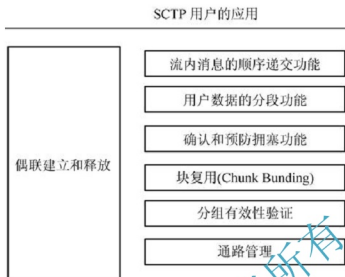 SCTP 用户的应用
偶联建立和释放
流内消息的顺序递交功能
用户数据的分段功能
确认和预防拥塞功能
块复用(Chunk Bunding)
分组有效性验证
通路管理
所有